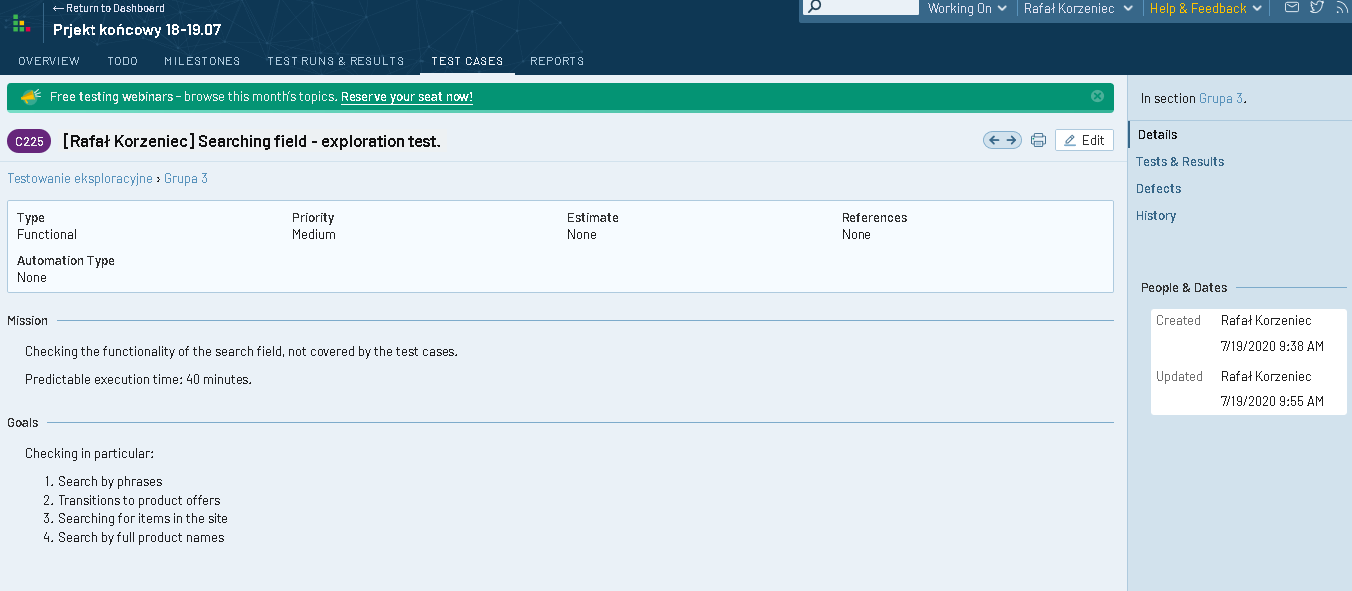 ← Return to Dashboard
Prjekt końcowy 18-19.07
Working On
Rafał Korzeniec
Help & Feedback
OVERVIEW TODO MILESTONES TEST RUNS & RESULTS TEST CASES REPORTS
Free testing webinars – browse this month's topics. Reserve your seat now!
C225 [Rafał Korzeniec] Searching field - exploration test.
Edit
Testowanie eksploracyjne › Grupa 3
Type
Functional
Priority
Medium
Estimate
None
References
None
Automation Type
None
Mission
Checking the functionality of the search field, not covered by the test cases.
Predictable execution time: 40 minutes.
Goals
Checking in particular:
1. Search by phrases
2. Transitions to product offers
3. Searching for items in the site
4. Search by full product names
In section Grupa 3.
Details
Tests & Results
Defects
History
People & Dates
Created Rafał Korzeniec
7/19/2020 9:38 AM
Updated Rafał Korzeniec
7/19/2020 9:55 AM